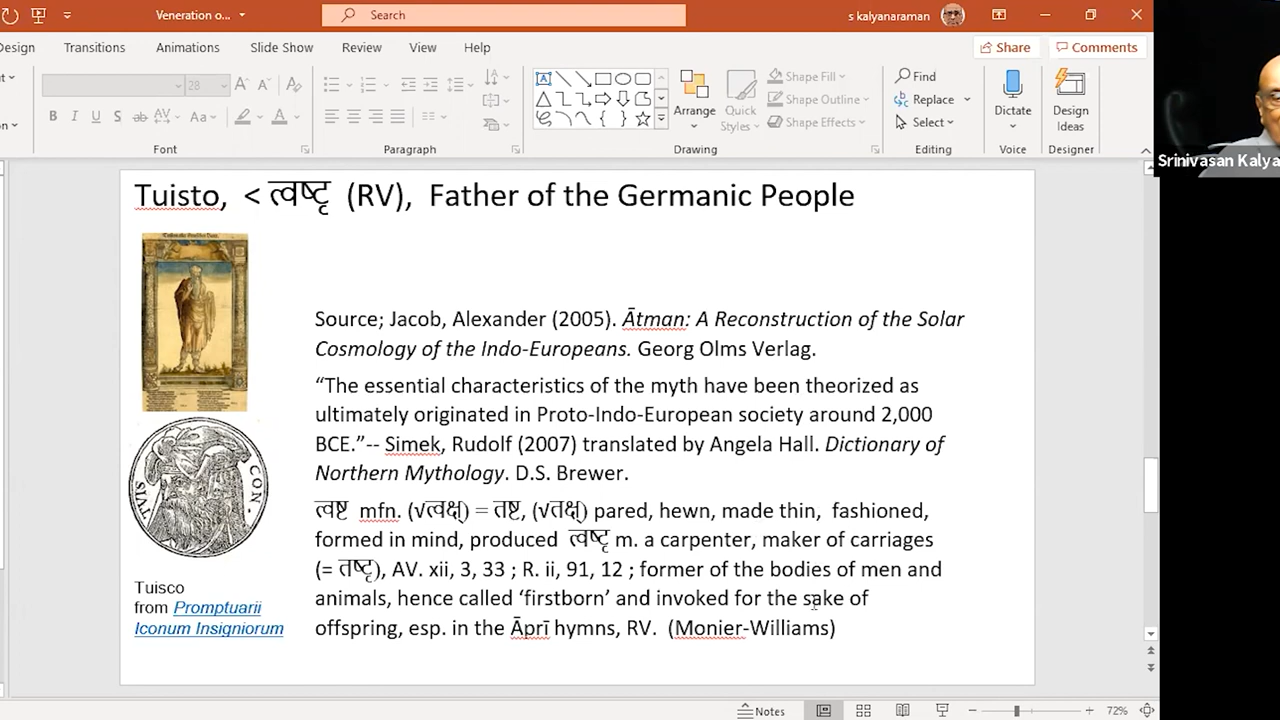 Veneration o...
Search
s kalyanaraman
Design Transitions Animations Slide Show Review View Help Share Comments
28 Shape Fill Find
Shape Outline Replace
B I U S ab AV Aa Arrange Quick Styles Shape Effects Select Dictate Design Ideas
Font Paragraph Drawing Editing Voice Designer
Srinivasan Kalya
Tuisto, < त्वष्टृ (RV), Father of the Germanic People
Source; Jacob, Alexander (2005). Ātman: A Reconstruction of the Solar
Cosmology of the Indo-Europeans. Georg Olms Verlag.
“The essential characteristics of the myth have been theorized as
ultimately originated in Proto-Indo-European society around 2,000
BCE.”-- Simek, Rudolf (2007) translated by Angela Hall. Dictionary of
Northern Mythology. D.S. Brewer.
त्वष्ट mfn. (√त्वक्ष्) = तष्ट, (√तक्ष्) pared, hewn, made thin, fashioned,
formed in mind, produced त्वष्टृ m. a carpenter, maker of carriages
(= तष्टृ), AV. xii, 3, 33 ; R. ii, 91, 12 ; former of the bodies of men and
animals, hence called ‘firstborn’ and invoked for the sake of
offspring, esp. in the Āprī hymns, RV. (Monier-Williams)
TVIS CON-
Tuisco
from Promptuarii
Iconum Insigniorum
Notes 72%